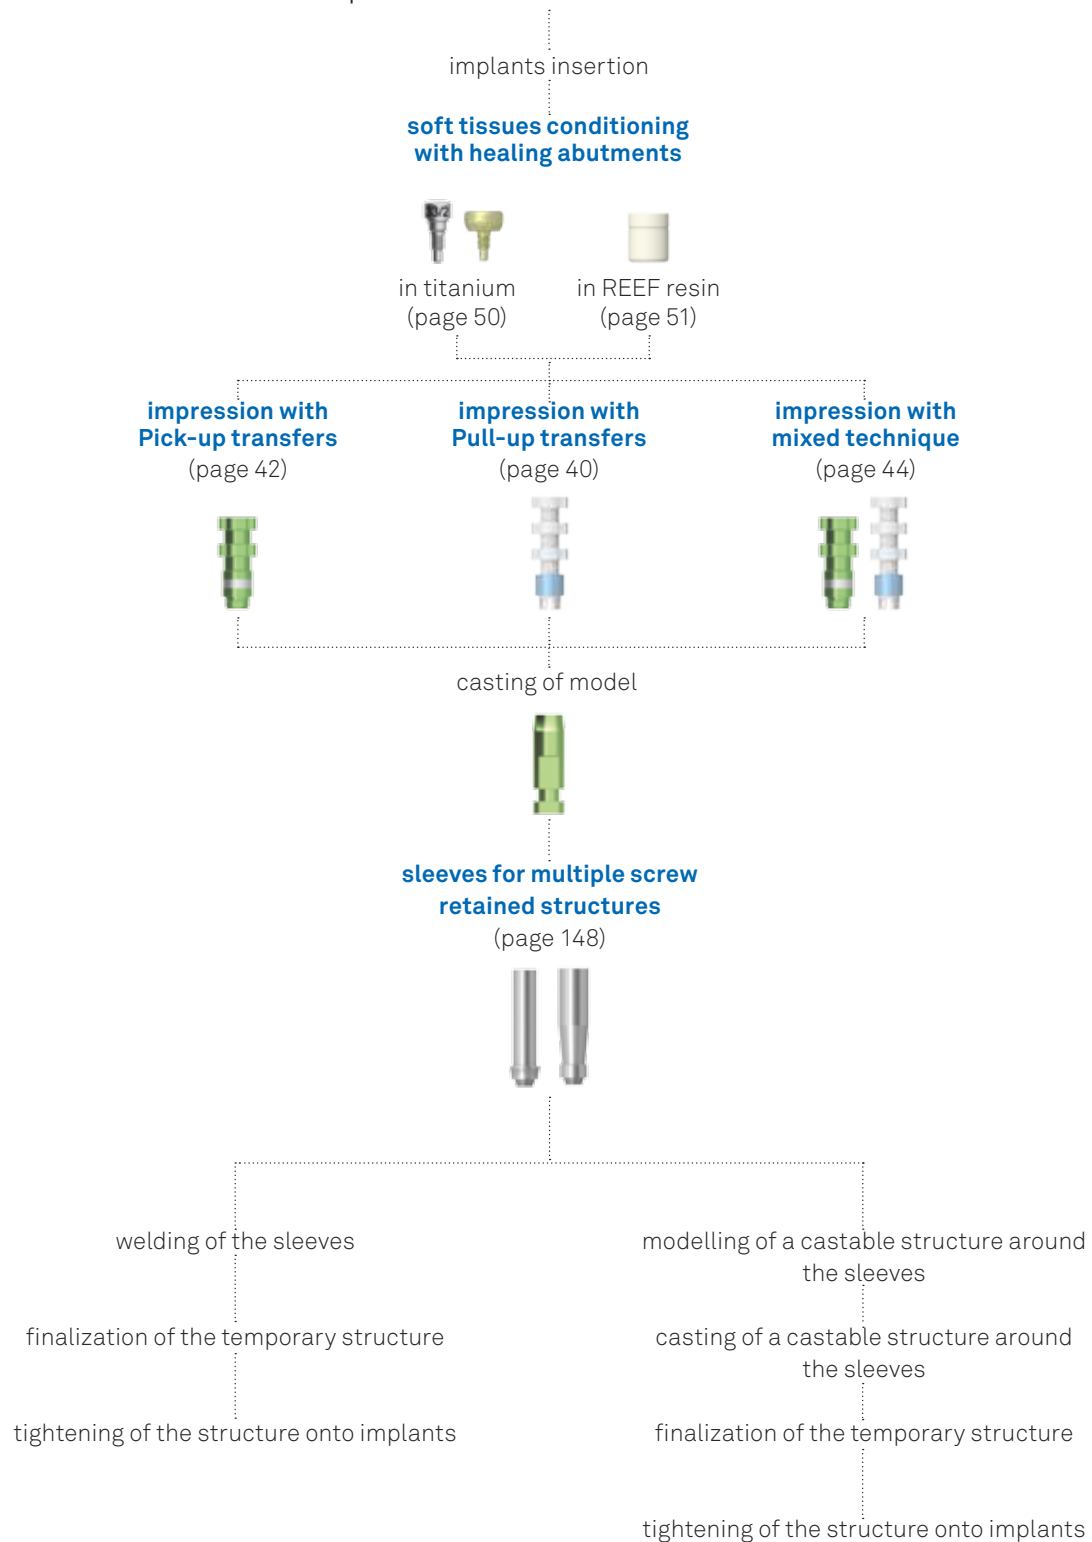 implants insertion
soft tissues conditioning
with healing abutments
in titanium
(page 50)
in REEF resin
(page 51)
impression with
Pick-up transfers
(page 42)
impression with
Pull-up transfers
(page 40)
impression with
mixed technique
(page 44)
casting of model
sleeves for multiple screw
retained structures
(page 148)
welding of the sleeves
finalization of the temporary structure
tightening of the structure onto implants
modelling of a castable structure around
the sleeves
casting of a castable structure around
the sleeves
finalization of the temporary structure
tightening of the structure onto implants